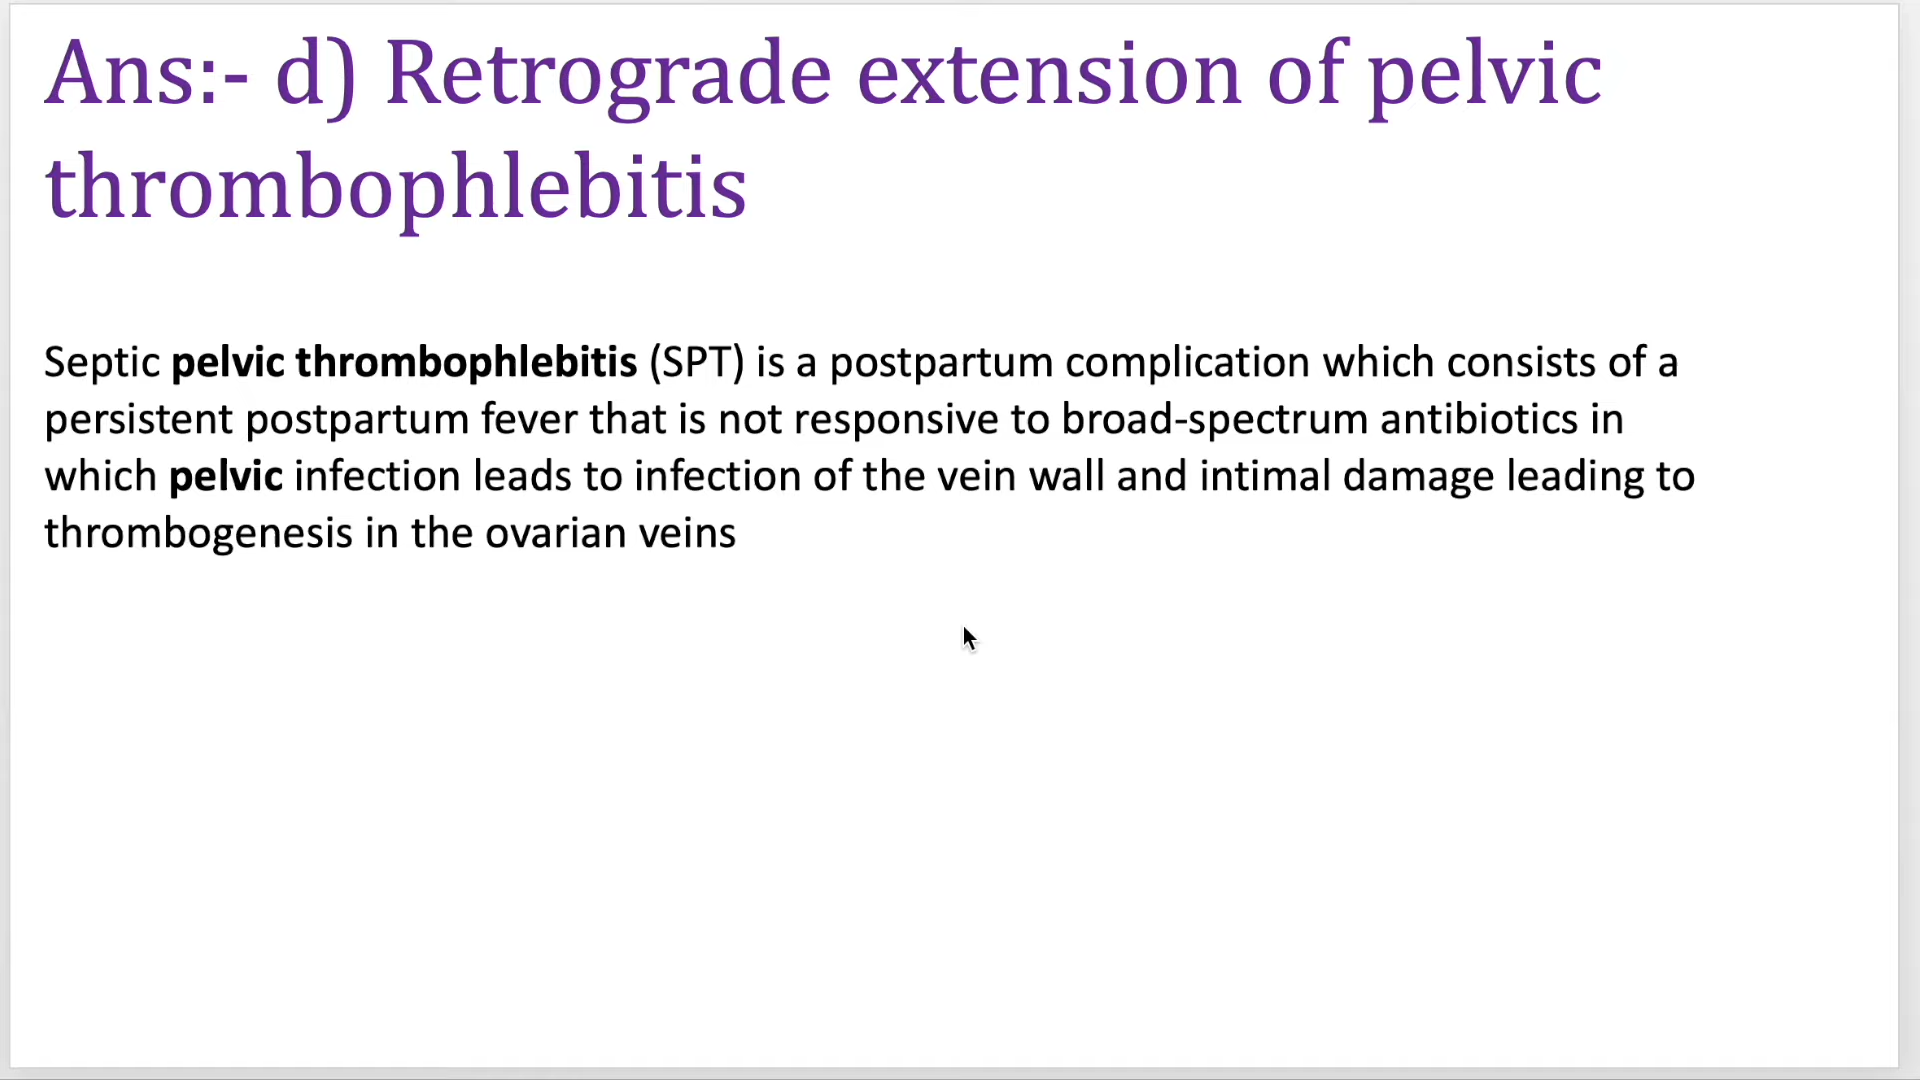 Ans:- d) Retrograde extension of pelvic
thrombophlebitis
Septic pelvic thrombophlebitis (SPT) is a postpartum complication which consists of a
persistent postpartum fever that is not responsive to broad-spectrum antibiotics in
which pelvic infection leads to infection of the vein wall and intimal damage leading to
thrombogenesis in the ovarian veins